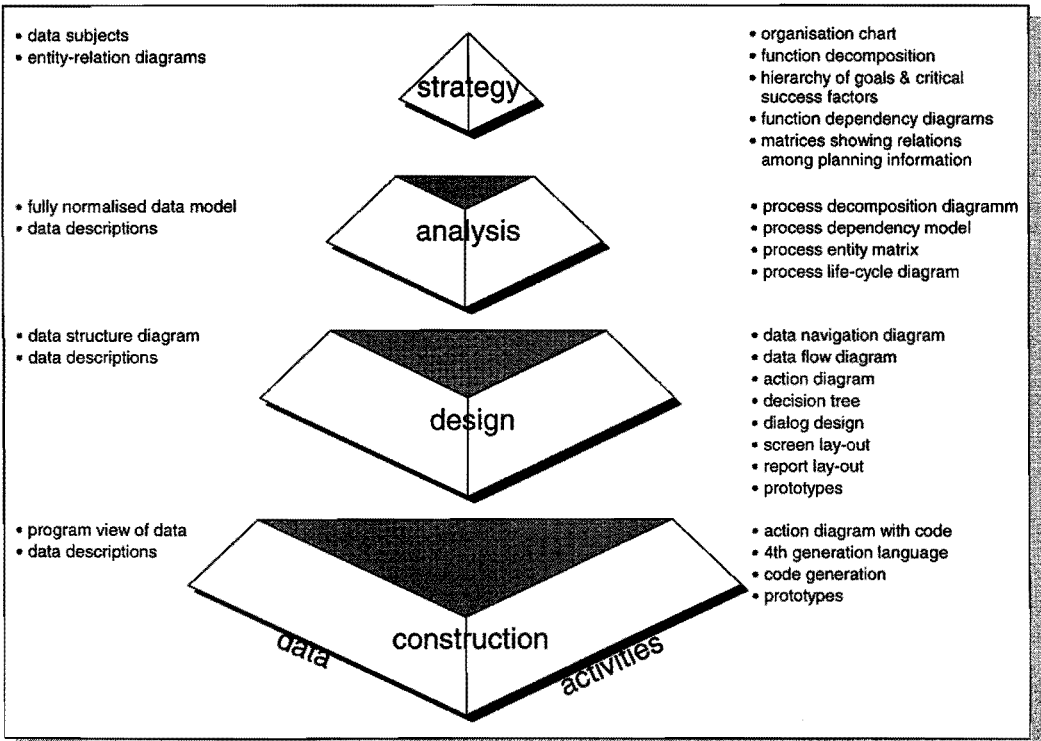 • data subjects
• entity-relation diagrams
strategy
• organisation chart
• function decomposition
• hierarchy of goals & critical
success factors
• function dependency diagrams
• matrices showing relations
among planning information
• fully normalised data model
• data descriptions
analysis
• process decomposition diagramm
• process dependency model
• process entity matrix
• process life-cycle diagram
• data structure diagram
• data descriptions
design
• data navigation diagram
• data flow diagram
• action diagram
• decision tree
• dialog design
• screen lay-out
• report lay-out
• prototypes
• program view of data
• data descriptions
construction
data
activities
• action diagram with code
• 4th generation language
• code generation
• prototypes